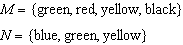 M = {green, red, yellow, black}
N = {blue, green, yellow}